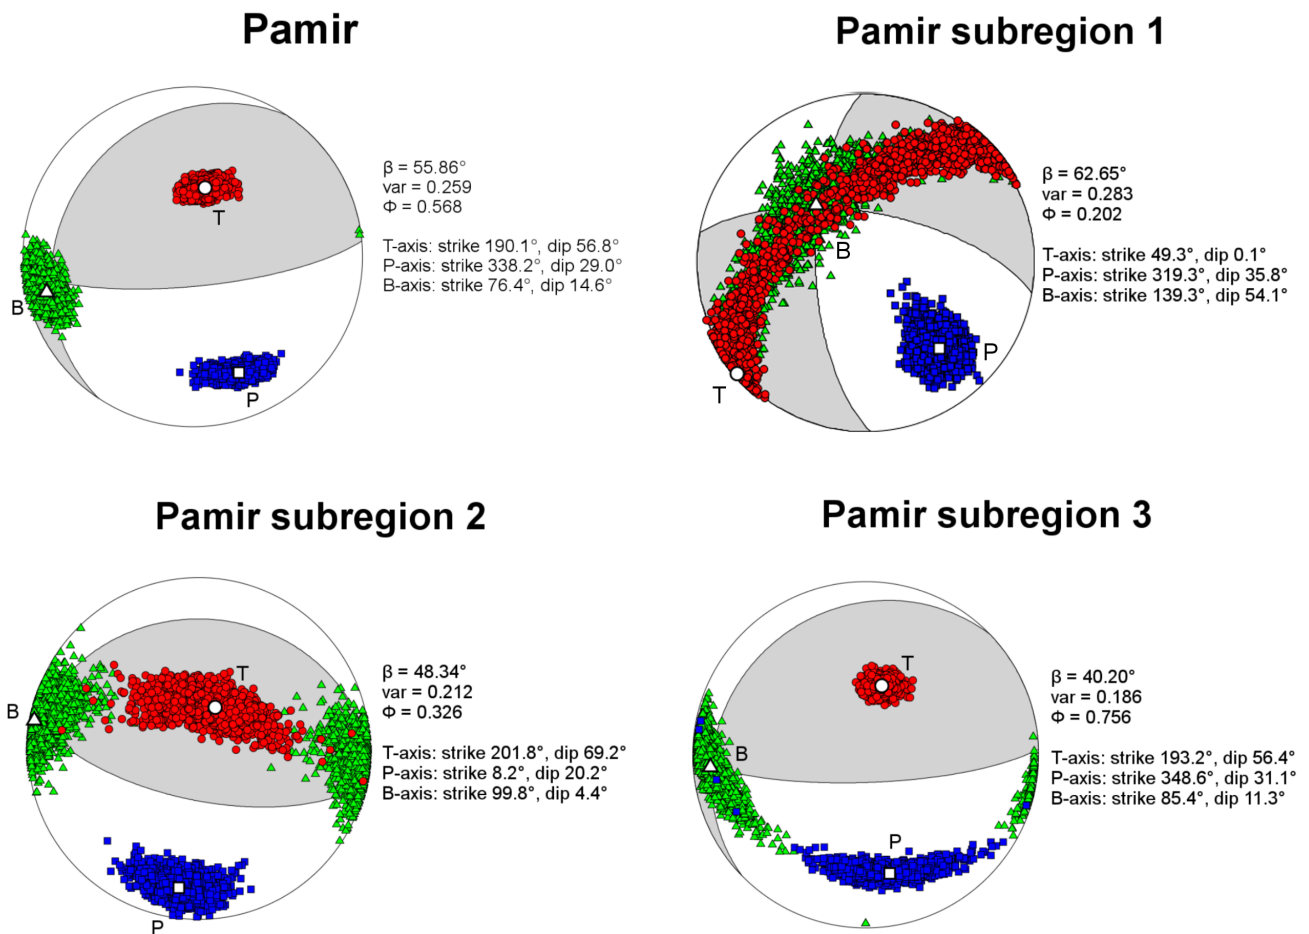 Pamir
T
B
P
β = 55.86°
var = 0.259
Φ = 0.568
T-axis: strike 190.1°, dip 56.8°
P-axis: strike 338.2°, dip 29.0°
B-axis: strike 76.4°, dip 14.6°
Pamir subregion 1
B
P
T
β = 62.65°
var = 0.283
Φ = 0.202
T-axis: strike 49.3°, dip 0.1°
P-axis: strike 319.3°, dip 35.8°
B-axis: strike 139.3°, dip 54.1°
Pamir subregion 2
T
B
P
β = 48.34°
var = 0.212
Φ = 0.326
T-axis: strike 201.8°, dip 69.2°
P-axis: strike 8.2°, dip 20.2°
B-axis: strike 99.8°, dip 4.4°
Pamir subregion 3
T
B
P
β = 40.20°
var = 0.186
Φ = 0.756
T-axis: strike 193.2°, dip 56.4°
P-axis: strike 348.6°, dip 31.1°
B-axis: strike 85.4°, dip 11.3°